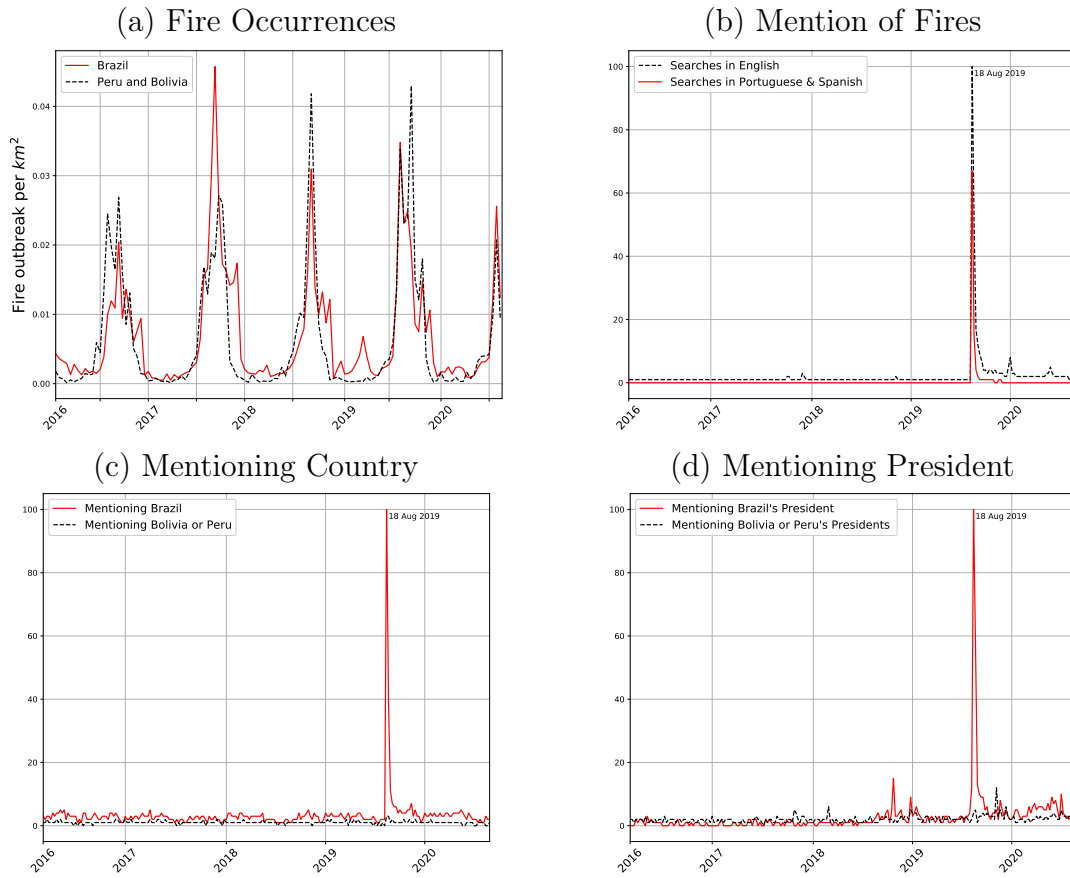 (a) Fire Occurrences
Brazil
Peru and Bolivia
Fire outbreak per km²
0.04
0.03
0.02
0.01
0.00
2016
2017
2018
2019
2020
(b) Mention of Fires
Searches in English
Searches in Portuguese & Spanish
18 Aug 2019
100
80
60
40
20
0
2016
2017
2018
2019
2020
(c) Mentioning Country
Mentioning Brazil
Mentioning Bolivia or Peru
18 Aug 2019
100
80
60
40
20
0
2016
2017
2018
2019
2020
(d) Mentioning President
Mentioning Brazil's President
Mentioning Bolivia or Peru's Presidents
18 Aug 2019
100
80
60
40
20
0
2016
2017
2018
2019
2020